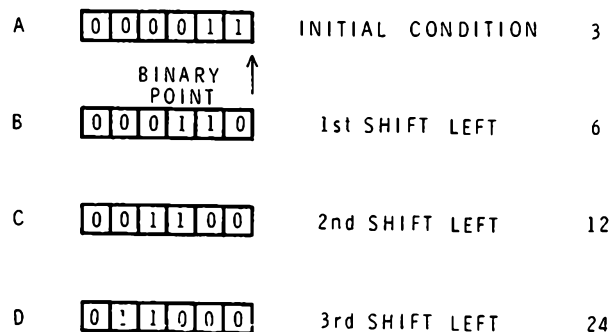 A 0 0 0 0 1 1 INITIAL CONDITION 3
BINARY
POINT
B 0 0 0 1 1 0 1st SHIFT LEFT 6
C 0 0 1 1 0 0 2nd SHIFT LEFT 12
D 0 1 1 0 0 0 3rd SHIFT LEFT 24